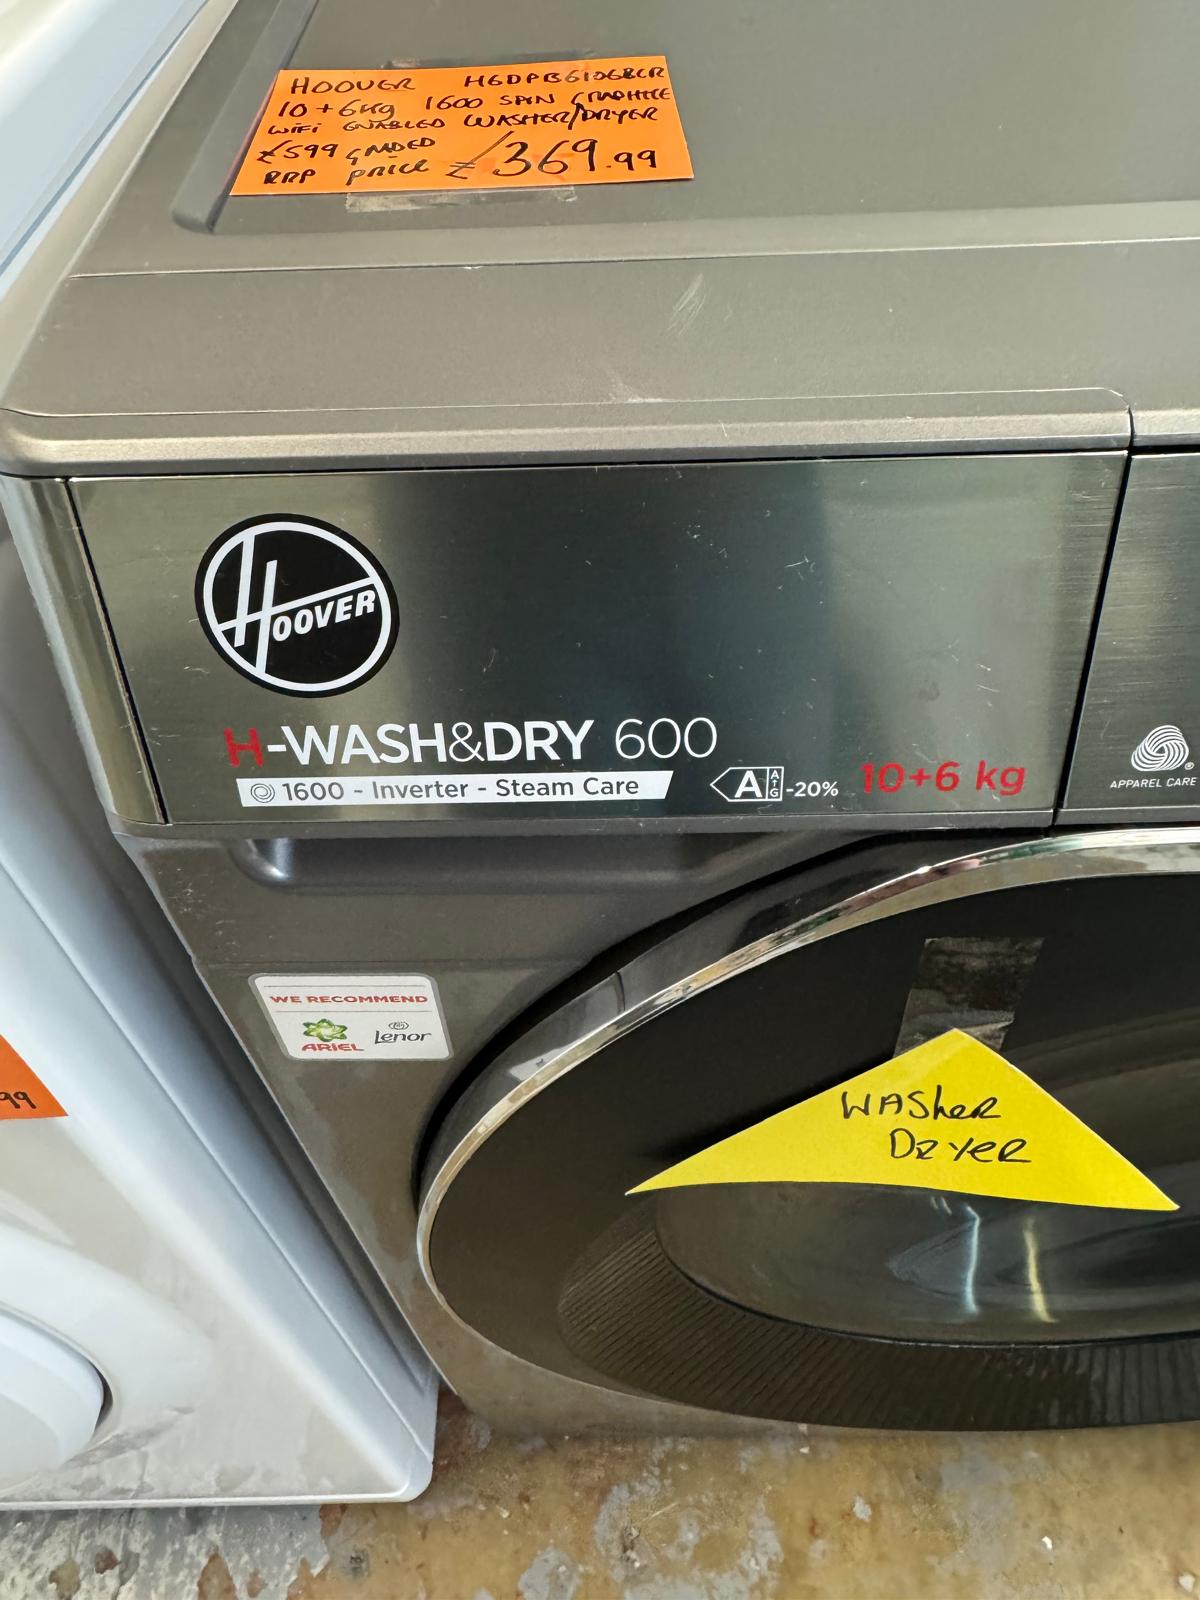 HOOVER H6DPB6106BCR
10+6kg 1600 SPIN GRAPHITE
WiFi ENABLED WASHER/DRYER
£599 GRADED
RRP PRICE £369.99
HOOVER
H-WASH&DRY 600
1600 - Inverter - Steam Care
A A↑G -20% 10+6 kg
APPAREL CARE
WE RECOMMEND
ARIEL Lenor
99
WASHER
DRYER